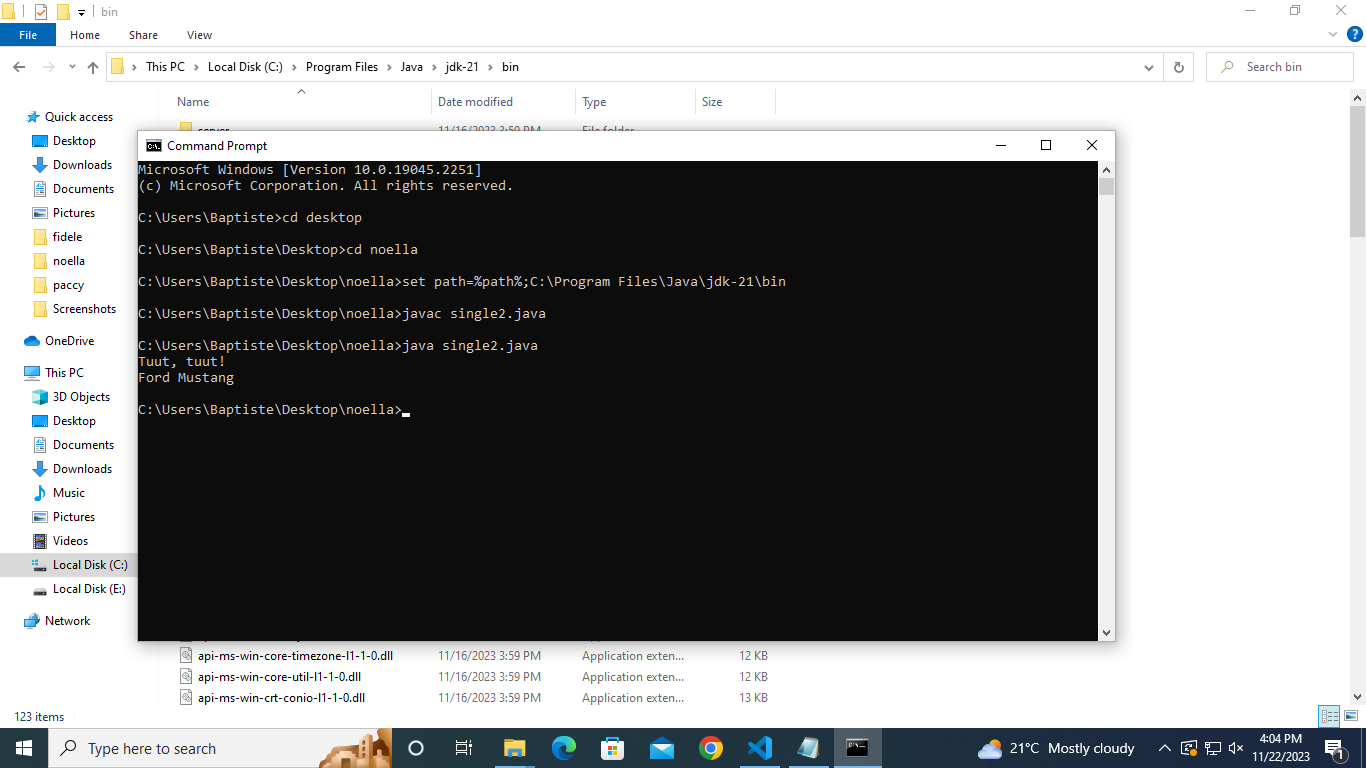 bin
File Home Share View
This PC Local Disk (C:) Program Files Java jdk-21 bin
Search bin
Name Date modified Type Size
Quick access
Desktop
Downloads
Documents
Pictures
fidele
noella
paccy
Screenshots
OneDrive
This PC
3D Objects
Desktop
Documents
Downloads
Music
Pictures
Videos
Local Disk (C:)
Local Disk (E:)
Network
server 11/16/2023 3:59 PM File folder
Command Prompt
Microsoft Windows [Version 10.0.19045.2251]
(c) Microsoft Corporation. All rights reserved.
C:\Users\Baptiste>cd desktop
C:\Users\Baptiste\Desktop>cd noella
C:\Users\Baptiste\Desktop\noella>set path=%path%;C:\Program Files\Java\jdk-21\bin
C:\Users\Baptiste\Desktop\noella>javac single2.java
C:\Users\Baptiste\Desktop\noella>java single2.java
Tuut, tuut!
Ford Mustang
C:\Users\Baptiste\Desktop\noella>
api-ms-win-core-timezone-l1-1-0.dll 11/16/2023 3:59 PM Application exten... 12 KB
api-ms-win-core-util-l1-1-0.dll 11/16/2023 3:59 PM Application exten... 12 KB
api-ms-win-crt-conio-l1-1-0.dll 11/16/2023 3:59 PM Application exten... 13 KB
123 items
Type here to search
21°C Mostly cloudy
4:04 PM
11/22/2023
1